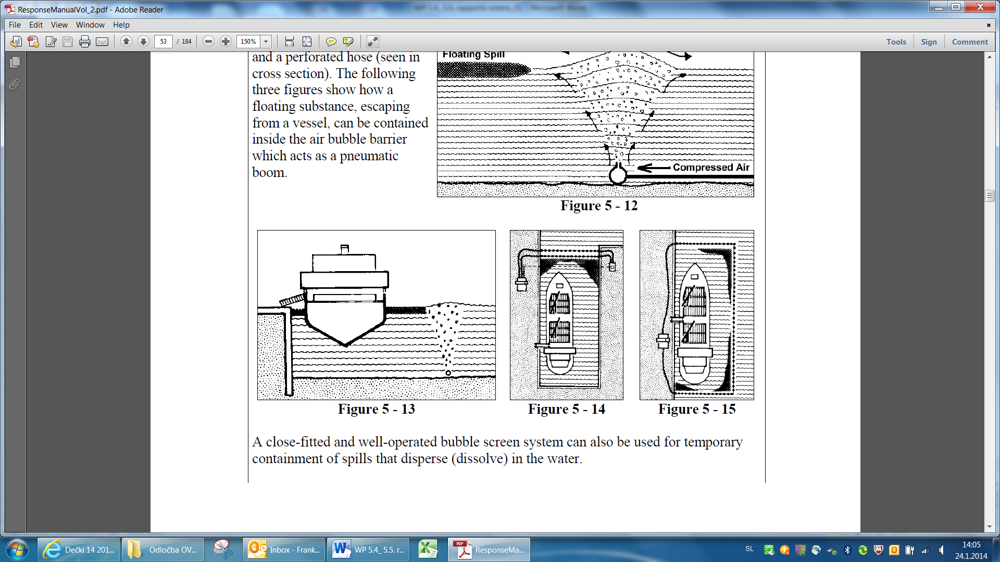 ResponseManualVol_2.pdf - Adobe Reader
File Edit View Window Help
53 / 184 150% Tools Sign Comment
and a perforated hose (seen in
cross section). The following
three figures show how a
floating substance, escaping
from a vessel, can be contained
inside the air bubble barrier
which acts as a pneumatic
boom.
Floating Spill
Compressed Air
Figure 5 - 12
Figure 5 - 13
Figure 5 - 14
Figure 5 - 15
A close-fitted and well-operated bubble screen system can also be used for temporary
containment of spills that disperse (dissolve) in the water.
Dečki 14 201... Odločba OV... Inbox - Frank... WP 5.4_ 5.5. r... PDF ResponseMa... SL 14:05
24.1.2014